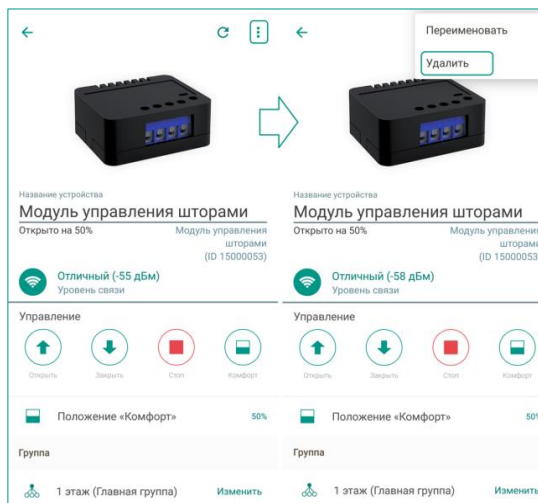 Название устройства
Модуль управления шторами
Открыто на 50%
Модуль управления
шторами
(ID 15000053)
Отличный (-55 дБм)
Уровень связи
Управление
Открыть Закрыть Стоп Комфорт
Положение «Комфорт» 50%
Группа
1 этаж (Главная группа) Изменить
Переименовать
Удалить
Название устройства
Модуль управления шторами
Открыто на 50%
Модуль управления
шторами
(ID 15000053
Отличный (-58 дБм)
Уровень связи
Управление
Открыть Закрыть Стоп Комфорт
Положение «Комфорт» 50%
Группа
1 этаж (Главная группа) Изменить